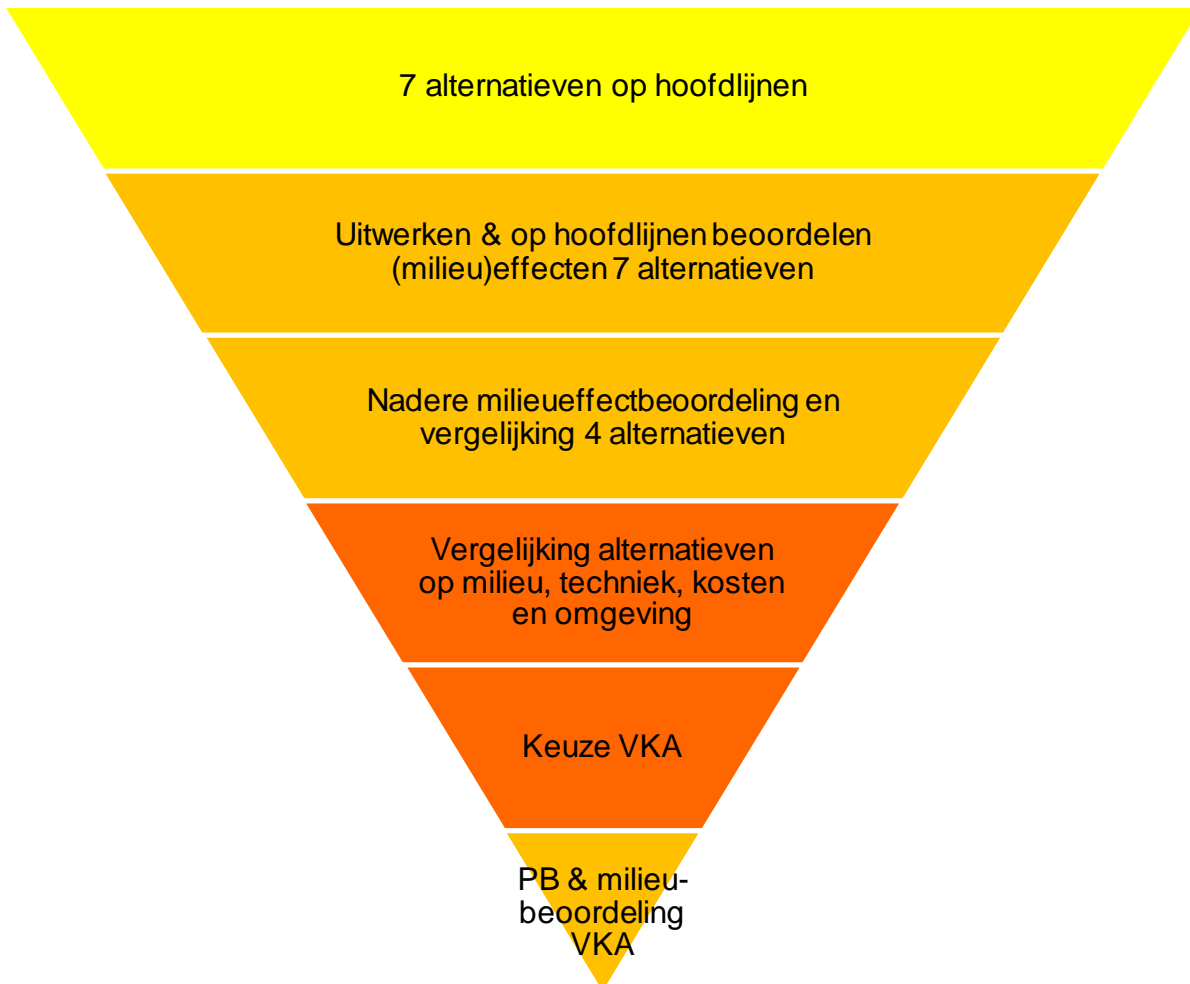 7 alternatieven op hoofdlijnen
Uitwerken & op hoofdlijnen beoordelen
(milieu)effecten 7 alternatieven
Nadere milieueffectbeoordeling en
vergelijking 4 alternatieven
Vergelijking alternatieven
op milieu, techniek, kosten
en omgeving
Keuze VKA
PB & milieu-
beoordeling
VKA